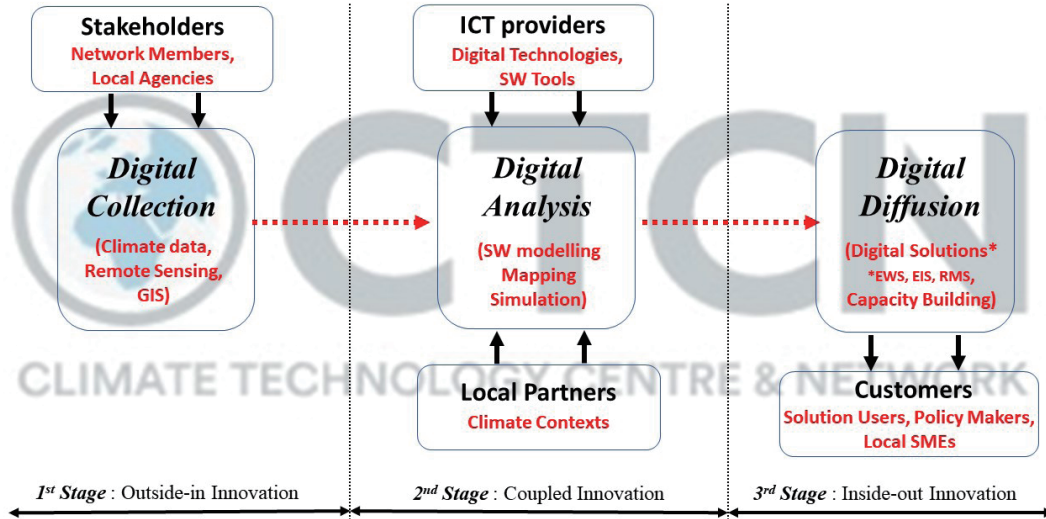 Stakeholders
Network Members,
Local Agencies
ICT providers
Digital Technologies,
SW Tools
CTCN
Digital
Collection
(Climate data,
Remote Sensing,
GIS)
Digital
Analysis
(SW modelling
Mapping
Simulation)
Digital
Diffusion
(Digital Solutions*
*EWS, EIS, RMS,
Capacity Building)
CLIMATE TECHNOLOGY CENTRE & NETWORK
Local Partners
Climate Contexts
Customers
Solution Users, Policy Makers,
Local SMEs
1st Stage : Outside-in Innovation
2nd Stage : Coupled Innovation
3rd Stage : Inside-out Innovation